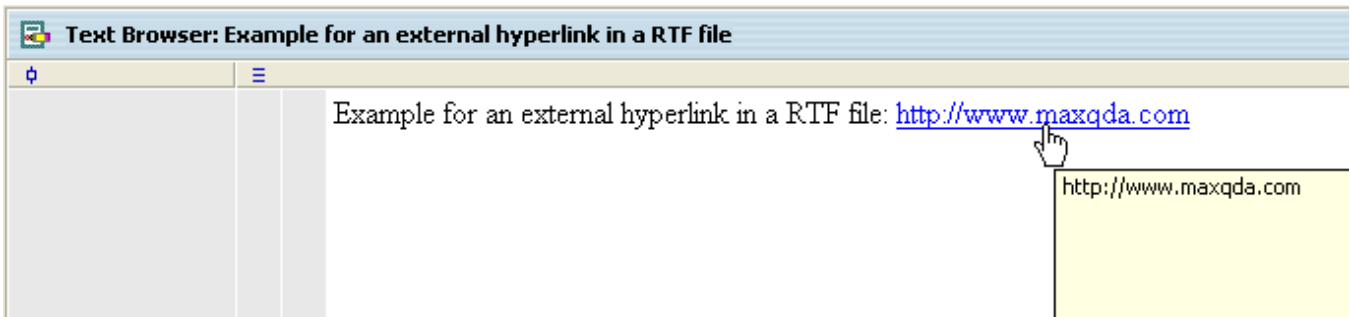 Text Browser: Example for an external hyperlink in a RTF file
Example for an external hyperlink in a RTF file: http://www.maxqda.com
http://www.maxqda.com